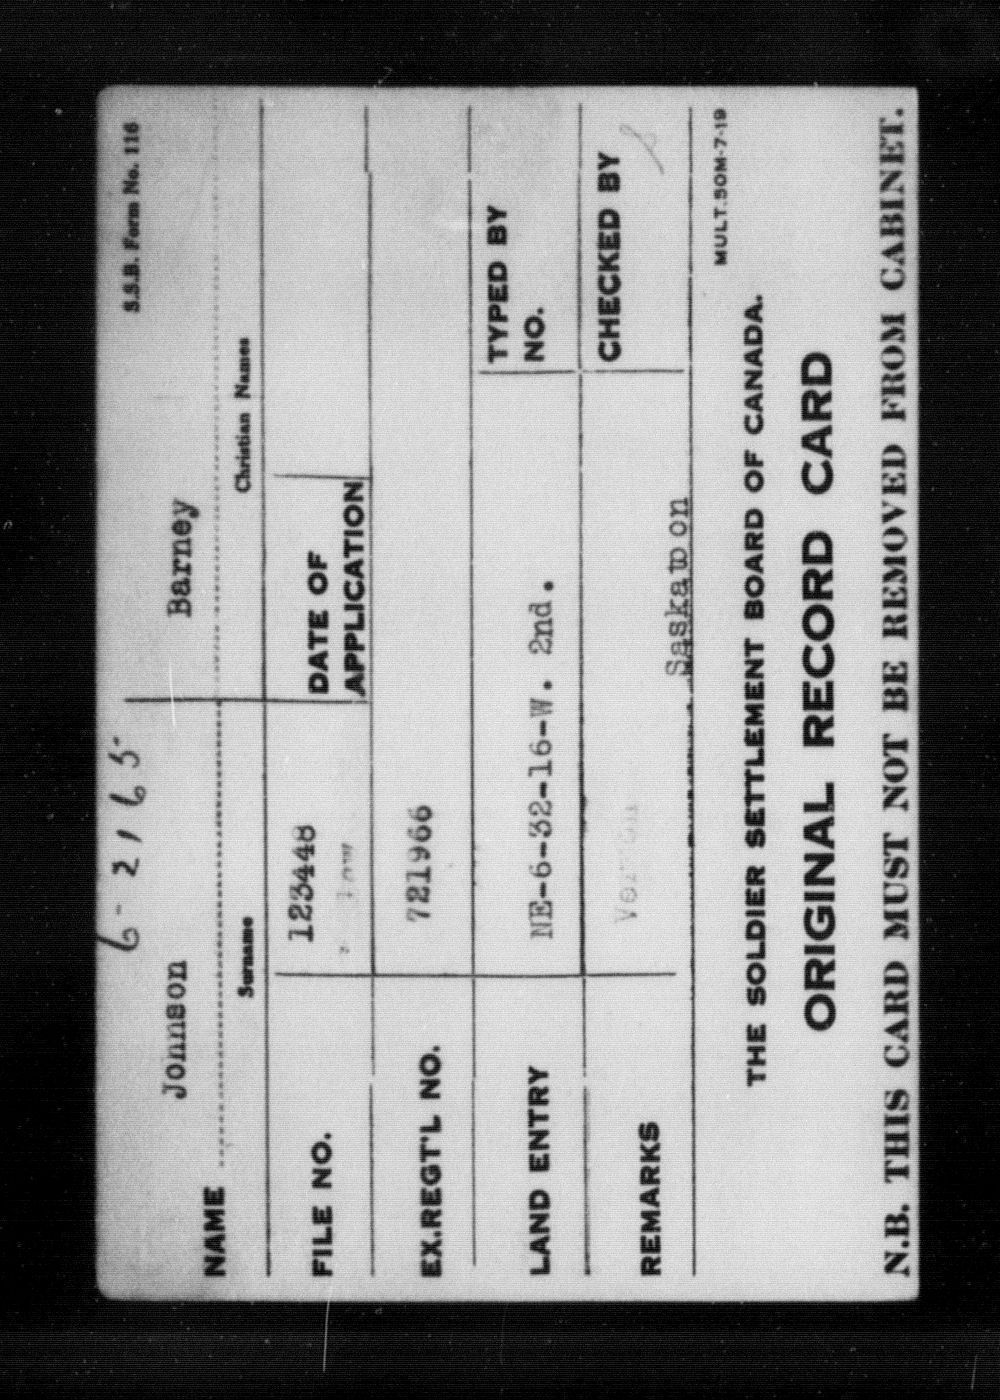 S.S.B. Form No. 116
6-2165
Johnson Barney
NAME
Surname Christian Names
FILE NO. 123448 DATE OF APPLICATION
EX.REGT'L NO. 721966
LAND ENTRY NE-6-32-16-W. 2nd. TYPED BY NO.
REMARKS CHECKED BY
Saskatoon
MULT.50M-7-19
THE SOLDIER SETTLEMENT BOARD OF CANADA.
ORIGINAL RECORD CARD
N.B. THIS CARD MUST NOT BE REMOVED FROM CABINET.